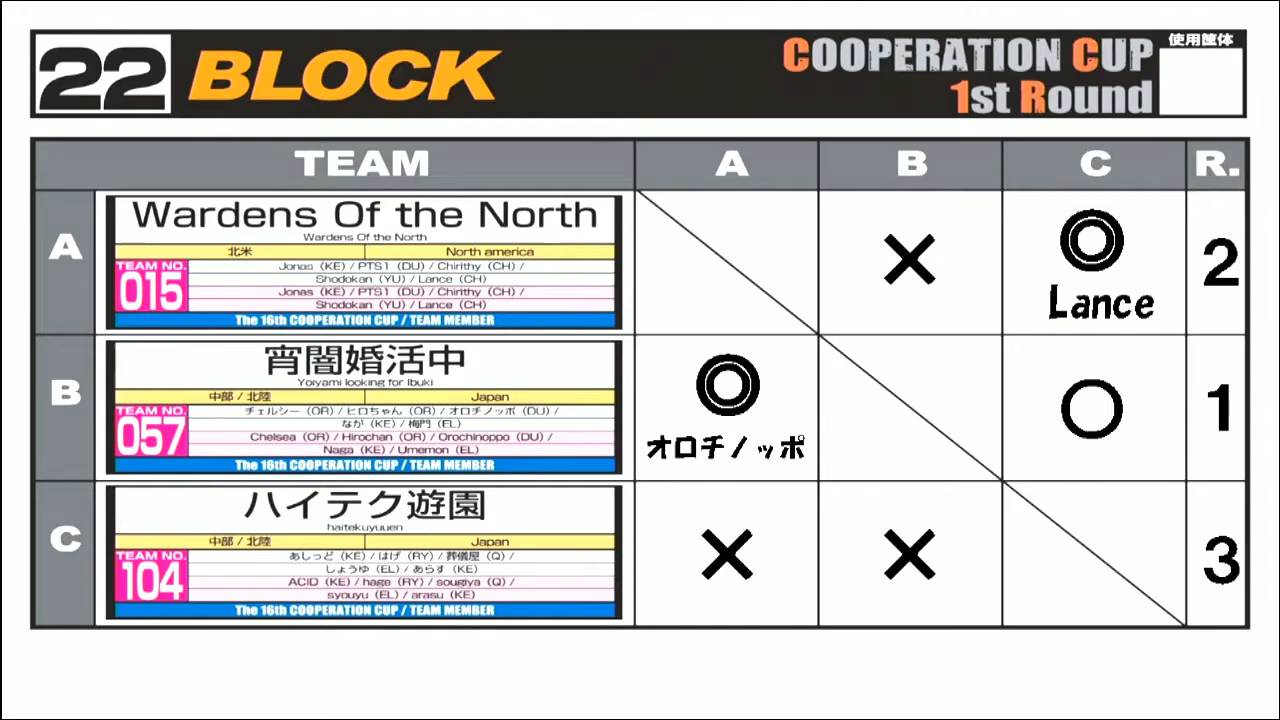 22 BLOCK
COOPERATION CUP
1st Round
使用筐体
TEAM A B C R.
A
Wardens Of the North
Wardens Of the North
北米 North america
TEAM NO.
015
Jonas (KE) / PTS1 (DU) / Chirithy (CH) /
Shodokan (YU) / Lance (CH)
Jonas (KE) / PTS1 (DU) / Chirithy (CH) /
Shodokan (YU) / Lance (CH)
The 16th COOPERATION CUP / TEAM MEMBER
× ◎ 2
Lance
B
宵闇婚活中
Yoiyami looking for Ibuki
中部 / 北陸 Japan
TEAM NO.
057
チェルシー (OR) / ヒロちゃん (OR) / オロチノッポ (DU) /
なが (KE) / 梅門 (EL)
Chelsea (OR) / Hirochan (OR) / Orochinoppo (DU) /
Naga (KE) / Umemon (EL)
The 16th COOPERATION CUP / TEAM MEMBER
◎ ○ 1
オロチノッポ
C
ハイテク遊園
haitekuyuuen
中部 / 北陸 Japan
TEAM NO.
104
あしっど (KE) / はげ (RY) / 葬儀屋 (Q) /
しょうゆ (EL) / あらす (KE)
ACID (KE) / hage (RY) / sougiya (Q) /
syouyu (EL) / arasu (KE)
The 16th COOPERATION CUP / TEAM MEMBER
× × 3